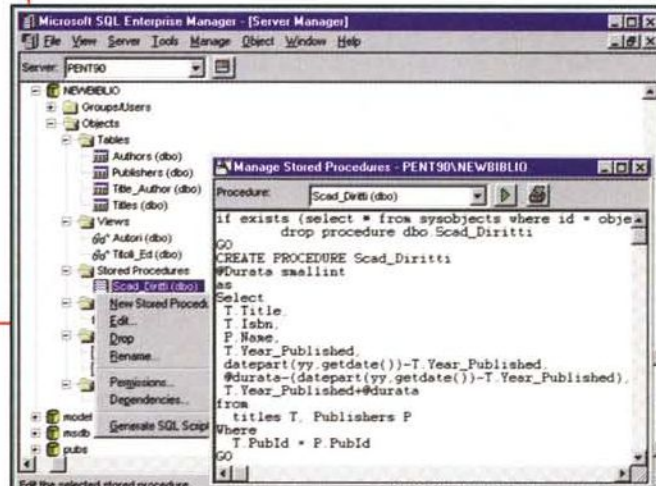 Microsoft SQL Enterprise Manager - [Server Manager]
File View Server Tools Manage Object Window Help
Server: PENT90
NEWBIBLIO
Groups/Users
Objects
Tables
Authors (dbo)
Publishers (dbo)
Title_Author (dbo)
Titles (dbo)
Views
Autori (dbo)
Titoli_Ed (dbo)
Stored Procedures
Scad_Diritti (dbo)
New Stored Procedu
Edit...
Drop
Rename...
Permissions...
Dependencies...
Generate SQL Script
model
msdb
pubs
Edit the selected stored procedure
Manage Stored Procedures - PENT90\NEWBIBLIO
Procedure: Scad_Diritti (dbo)
if exists (select * from sysobjects where id = obje
drop procedure dbo.Scad_Diritti
GO
CREATE PROCEDURE Scad_Diritti
@Durata smallint
as
Select
T.Title,
T.Isbn,
P.Name,
T.Year_Published,
datepart(yy,getdate())-T.Year_Published,
@durata-(datepart(yy,getdate())-T.Year_Published),
T.Year_Published+@durata
from
titles T, Publishers P
Where
T.PubId = P.PubId
GO